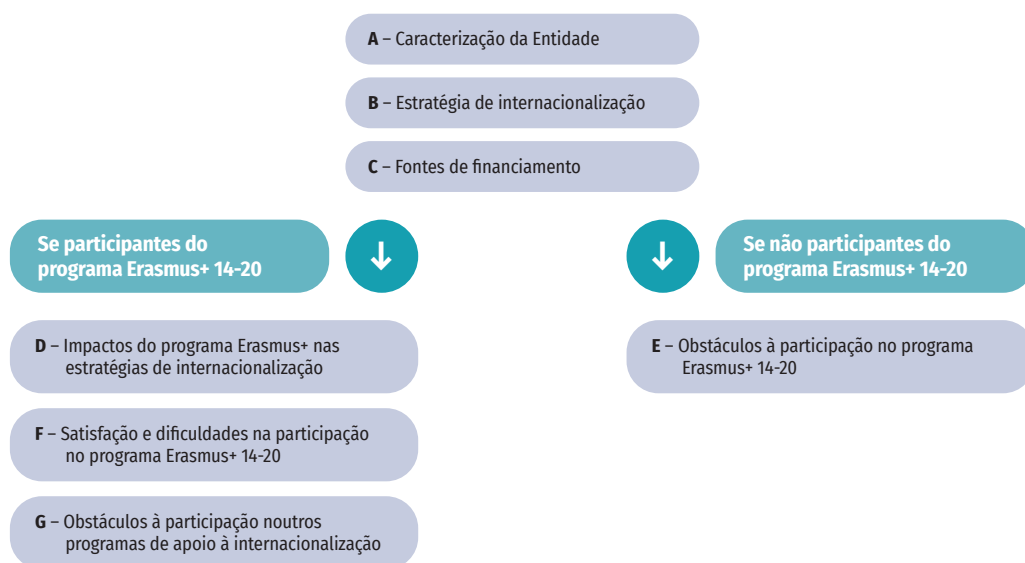 A – Caracterização da Entidade
B – Estratégia de internacionalização
C – Fontes de financiamento
Se participantes do
programa Erasmus+ 14-20
Se não participantes do
programa Erasmus+ 14-20
D – Impactos do programa Erasmus+ nas
estratégias de internacionalização
E – Obstáculos à participação no programa
Erasmus+ 14-20
F – Satisfação e dificuldades na participação
no programa Erasmus+ 14-20
G – Obstáculos à participação noutros
programas de apoio à internacionalização